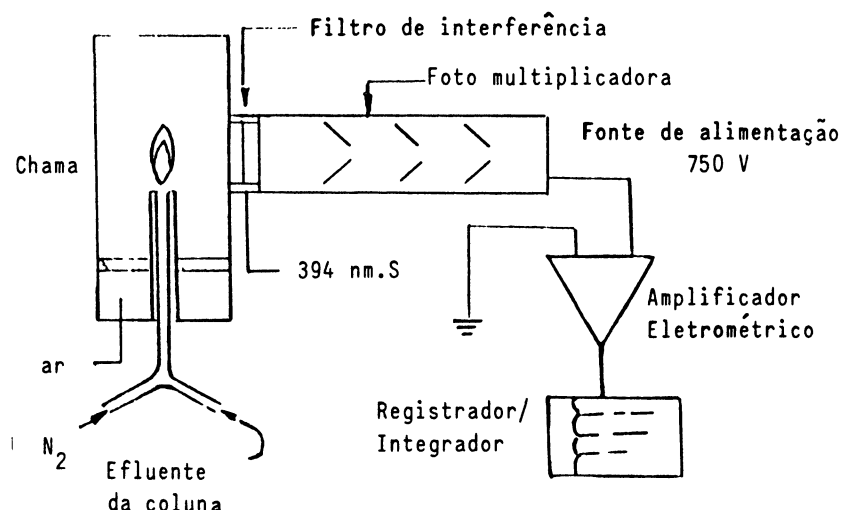 Filtro de interferência
Foto multiplicadora
Fonte de alimentação
750 V
Chama
394 nm.S
Amplificador
Eletrométrico
ar
Registrador/
Integrador
N2
Efluente
da coluna